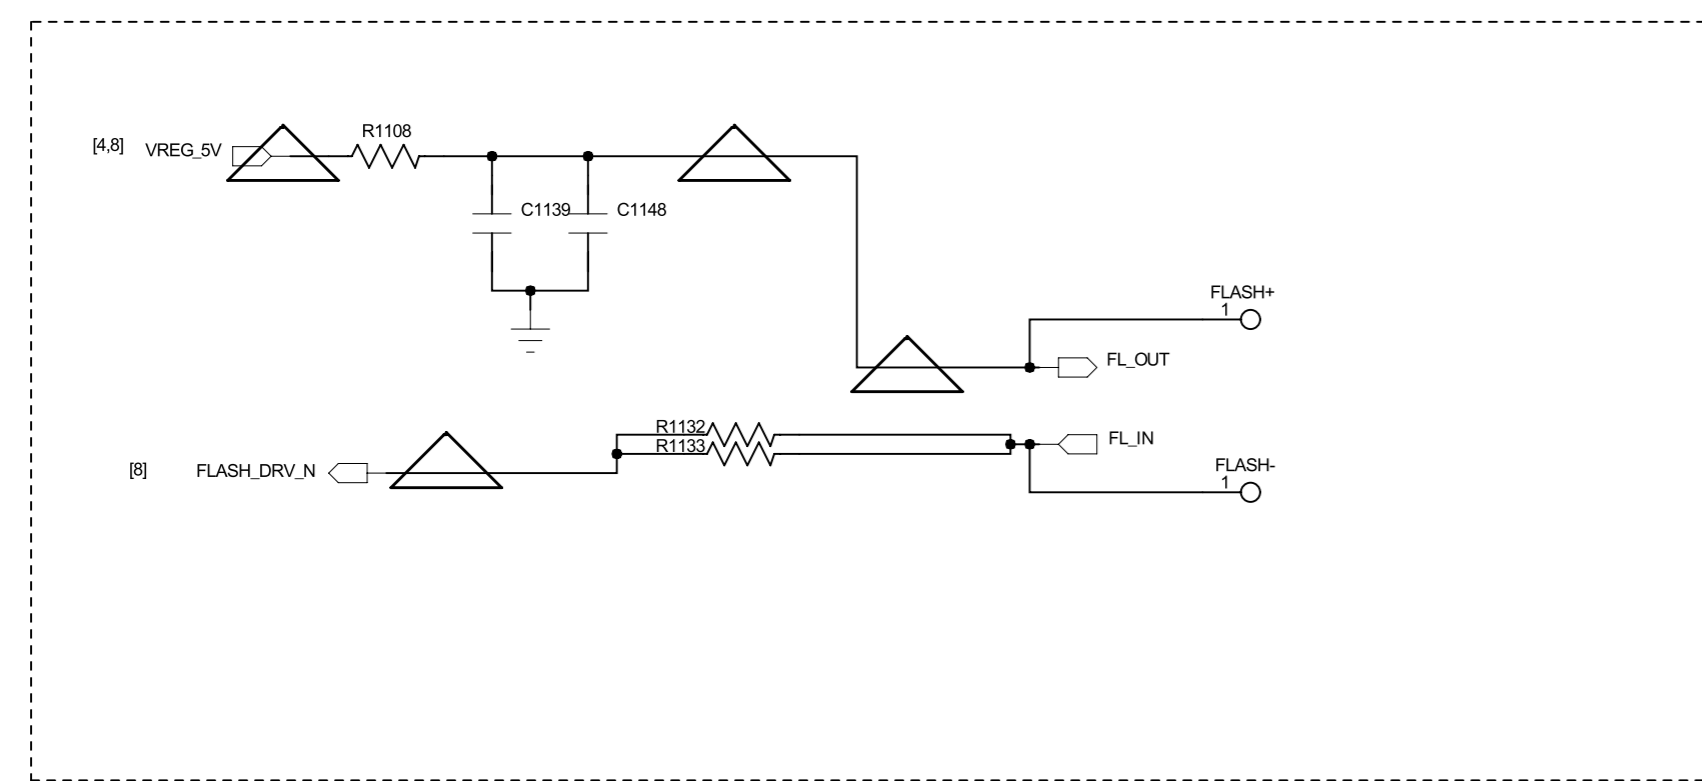 R1108
[4,8] VREG_5V
C1139 C1148
FLASH+
1
FL_OUT
R1132
R1133
FL_IN
[8] FLASH_DRV_N
FLASH-
1